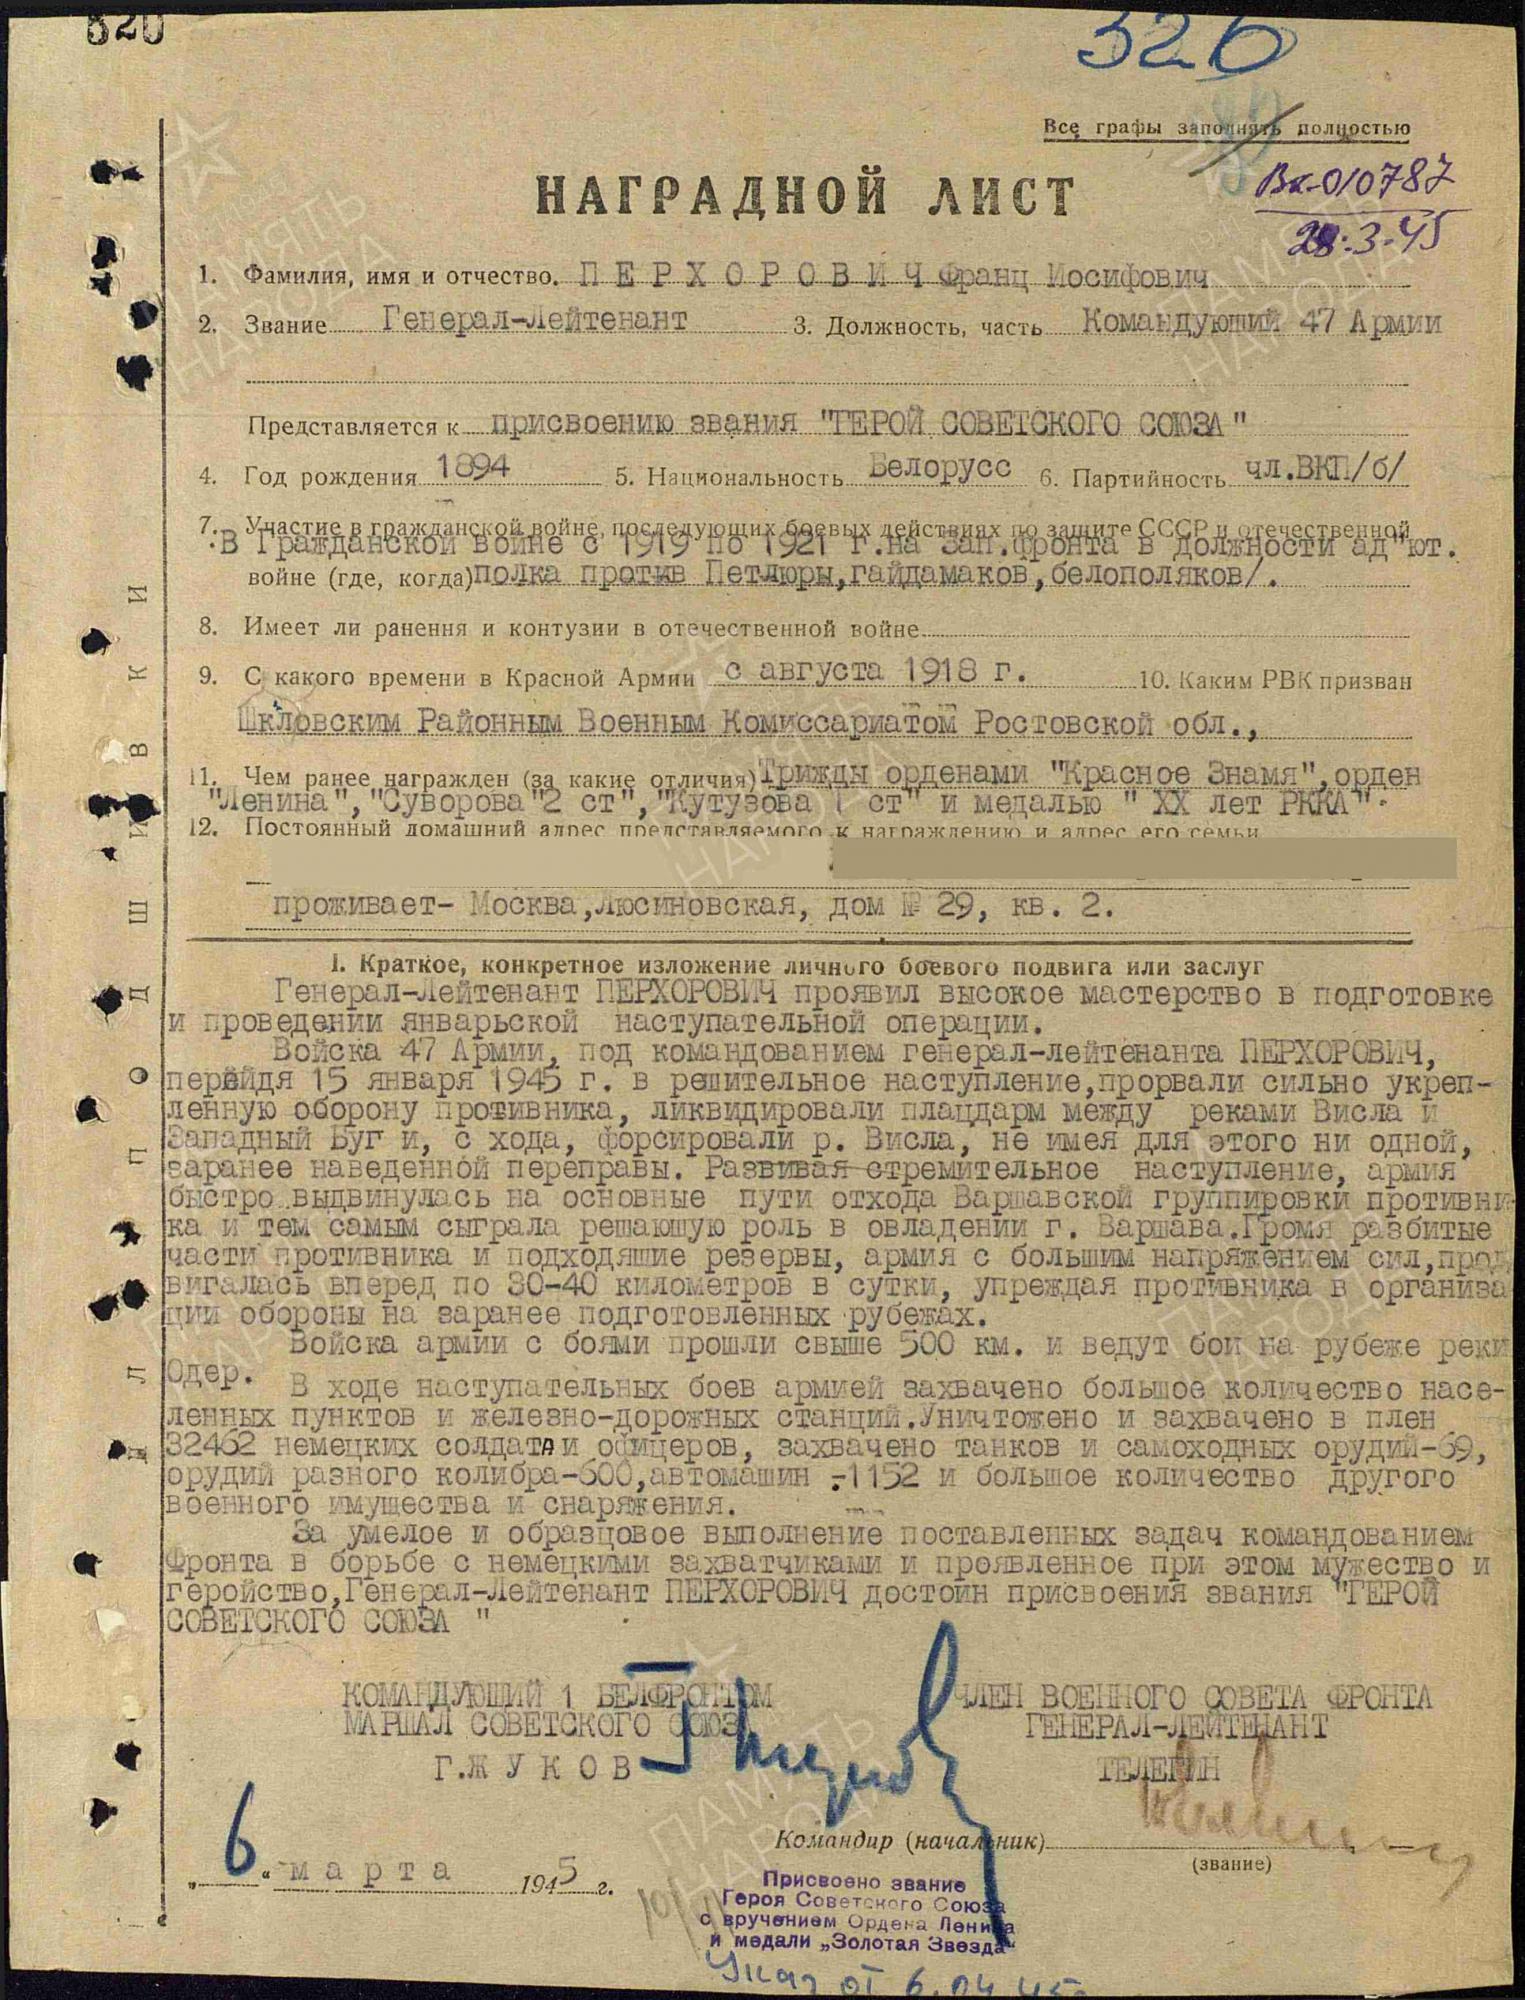 320
326
Все графы заполнять полностью
НАГРАДНОЙ ЛИСТ
Вх-010787
28.3.45
1. Фамилия, имя и отчество. ПЕРХОРОВИЧ Франц Иосифович
2. Звание Генерал-Лейтенант 3. Должность, часть Командующий 47 Армии
Представляется к присвоению звания "ГЕРОЙ СОВЕТСКОГО СОЮЗА"
4. Год рождения 1894 5. Национальность Белорусс 6. Партийность чл.ВКП/б/
7. Участие в гражданской войне, последующих боевых действиях по защите СССР и отечественной
В Гражданской войне с 1919 по 1921 г.на Зап.фронта в должности ад"ют.
войне (где, когда) полка против Петлюры,гайдамаков,белополяков/.
8. Имеет ли ранения и контузии в отечественной войне
9. С какого времени в Красной Армии с августа 1918 г. 10. Каким РВК призван
Шкловским Районным Военным Комиссариатом Ростовской обл.,
11. Чем ранее награжден (за какие отличия) Трижды орденами "Красное Знамя",орден
"Ленина","Суворова"2 ст","Кутузова 1 ст" и медалью " ХХ лет РККА".
12. Постоянный домашний адрес представляемого к награждению и адрес его семьи
проживает- Москва,Люсиновская, дом № 29, кв. 2.
I. Краткое, конкретное изложение личного боевого подвига или заслуг
Генерал-Лейтенант ПЕРХОРОВИЧ проявил высокое мастерство в подготовке
и проведении январьской наступательной операции.
Войска 47 Армии, под командованием генерал-лейтенанта ПЕРХОРОВИЧ,
перейдя 15 января 1945 г. в решительное наступление,прорвали сильно укреп-
ленную оборону противника, ликвидировали плацдарм между реками Висла и
Западный Буг и, с хода, форсировали р. Висла, не имея для этого ни одной,
заранее наведенной переправы. Развивая стремительное наступление, армия
быстро выдвинулась на основные пути отхода Варшавской группировки противни-
ка и тем самым сыграла решающую роль в овладении г. Варшава.Громя разбитые
части противника и подходящие резервы, армия с большим напряжением сил,прод
вигалась вперед по 30-40 километров в сутки, упреждая противника в организа
ции обороны на заранее подготовленных рубежах.
Войска армии с боями прошли свыше 500 км. и ведут бои на рубеже реки
Одер.
В ходе наступательных боев армией захвачено большое количество насе-
ленных пунктов и железно-дорожных станций.Уничтожено и захвачено в плен
32462 немецких солдата и офицеров, захвачено танков и самоходных орудий-69,
орудий разного колибра-600,автомашин -1152 и большое количество другого
военного имущества и снаряжения.
За умелое и образцовое выполнение поставленных задач командованием
Фронта в борьбе с немецкими захватчиками и проявленное при этом мужество и
геройство,Генерал-Лейтенант ПЕРХОРОВИЧ достоин присвоения звания "ГЕРОЙ
СОВЕТСКОГО СОЮЗА "
КОМАНДУЮЩИЙ 1 БЕЛФРОНТОМ ЧЛЕН ВОЕННОГО СОВЕТА ФРОНТА
МАРШАЛ СОВЕТСКОГО СОЮЗА ГЕНЕРАЛ-ЛЕЙТЕНАНТ
Г.ЖУКОВ ТЕЛЕГИН
Г Жуков
Командир (начальник)
(звание)
„6“ марта 1945 г.
Присвоено звание
Героя Советского Союза
с вручением Ордена Ленина
и медали „Золотая Звезда“
Указ от 6.04.45
ДЛЯ ПОДШИВКИ
ПАМЯТЬ НАРОДА